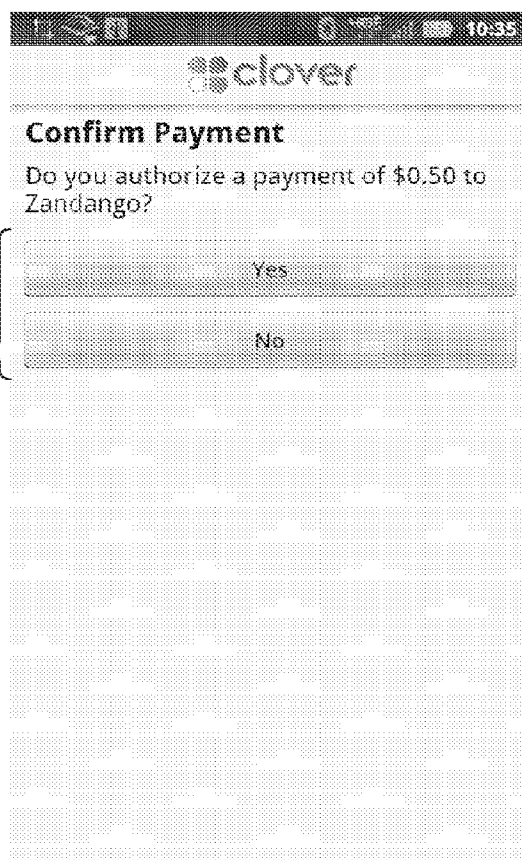 10:35
clover
Confirm Payment
Do you authorize a payment of $0.50 to
Zandango?
Yes
No